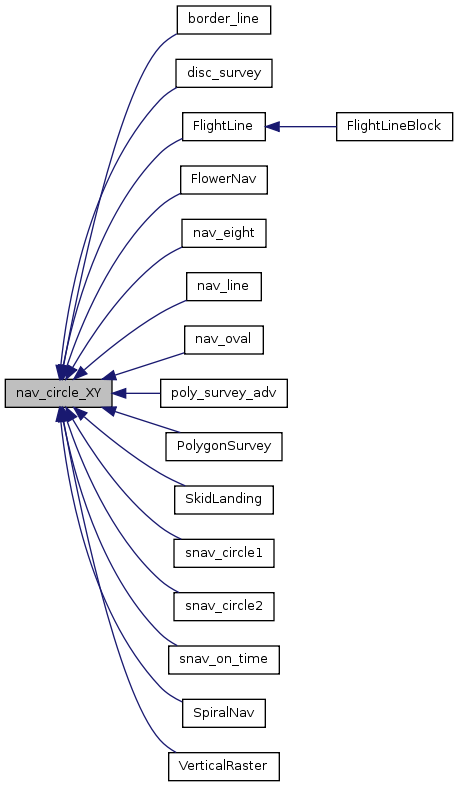 border_line
disc_survey
FlightLine
FlightLineBlock
FlowerNav
nav_eight
nav_line
nav_oval
nav_circle_XY
poly_survey_adv
PolygonSurvey
SkidLanding
snav_circle1
snav_circle2
snav_on_time
SpiralNav
VerticalRaster